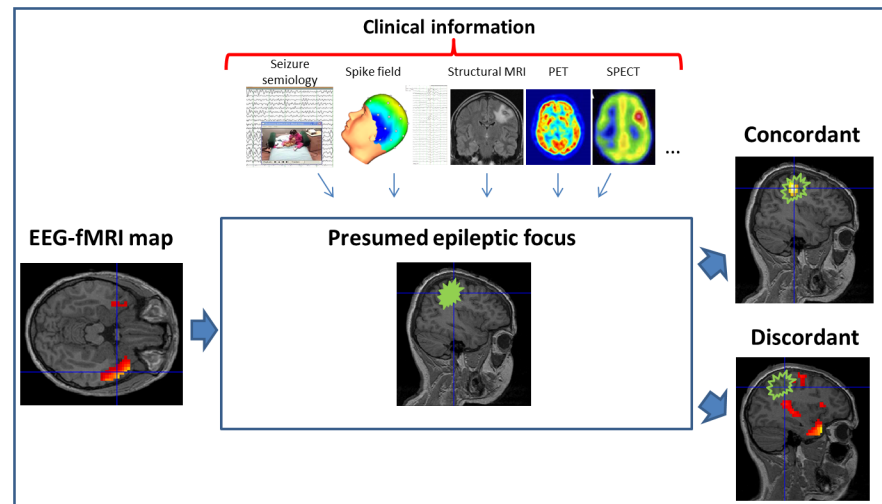 Clinical information
Seizure
semiology
Spike field
Structural MRI
PET
SPECT
...
Concordant
EEG-fMRI map
Presumed epileptic focus
Discordant